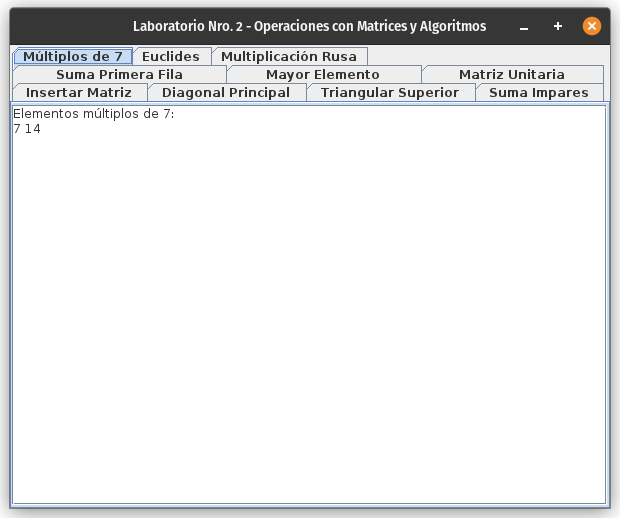 Laboratorio Nro. 2 - Operaciones con Matrices y Algoritmos
Múltiplos de 7 Euclides Multiplicación Rusa
Suma Primera Fila Mayor Elemento Matriz Unitaria
Insertar Matriz Diagonal Principal Triangular Superior Suma Impares
Elementos múltiplos de 7:
7 14